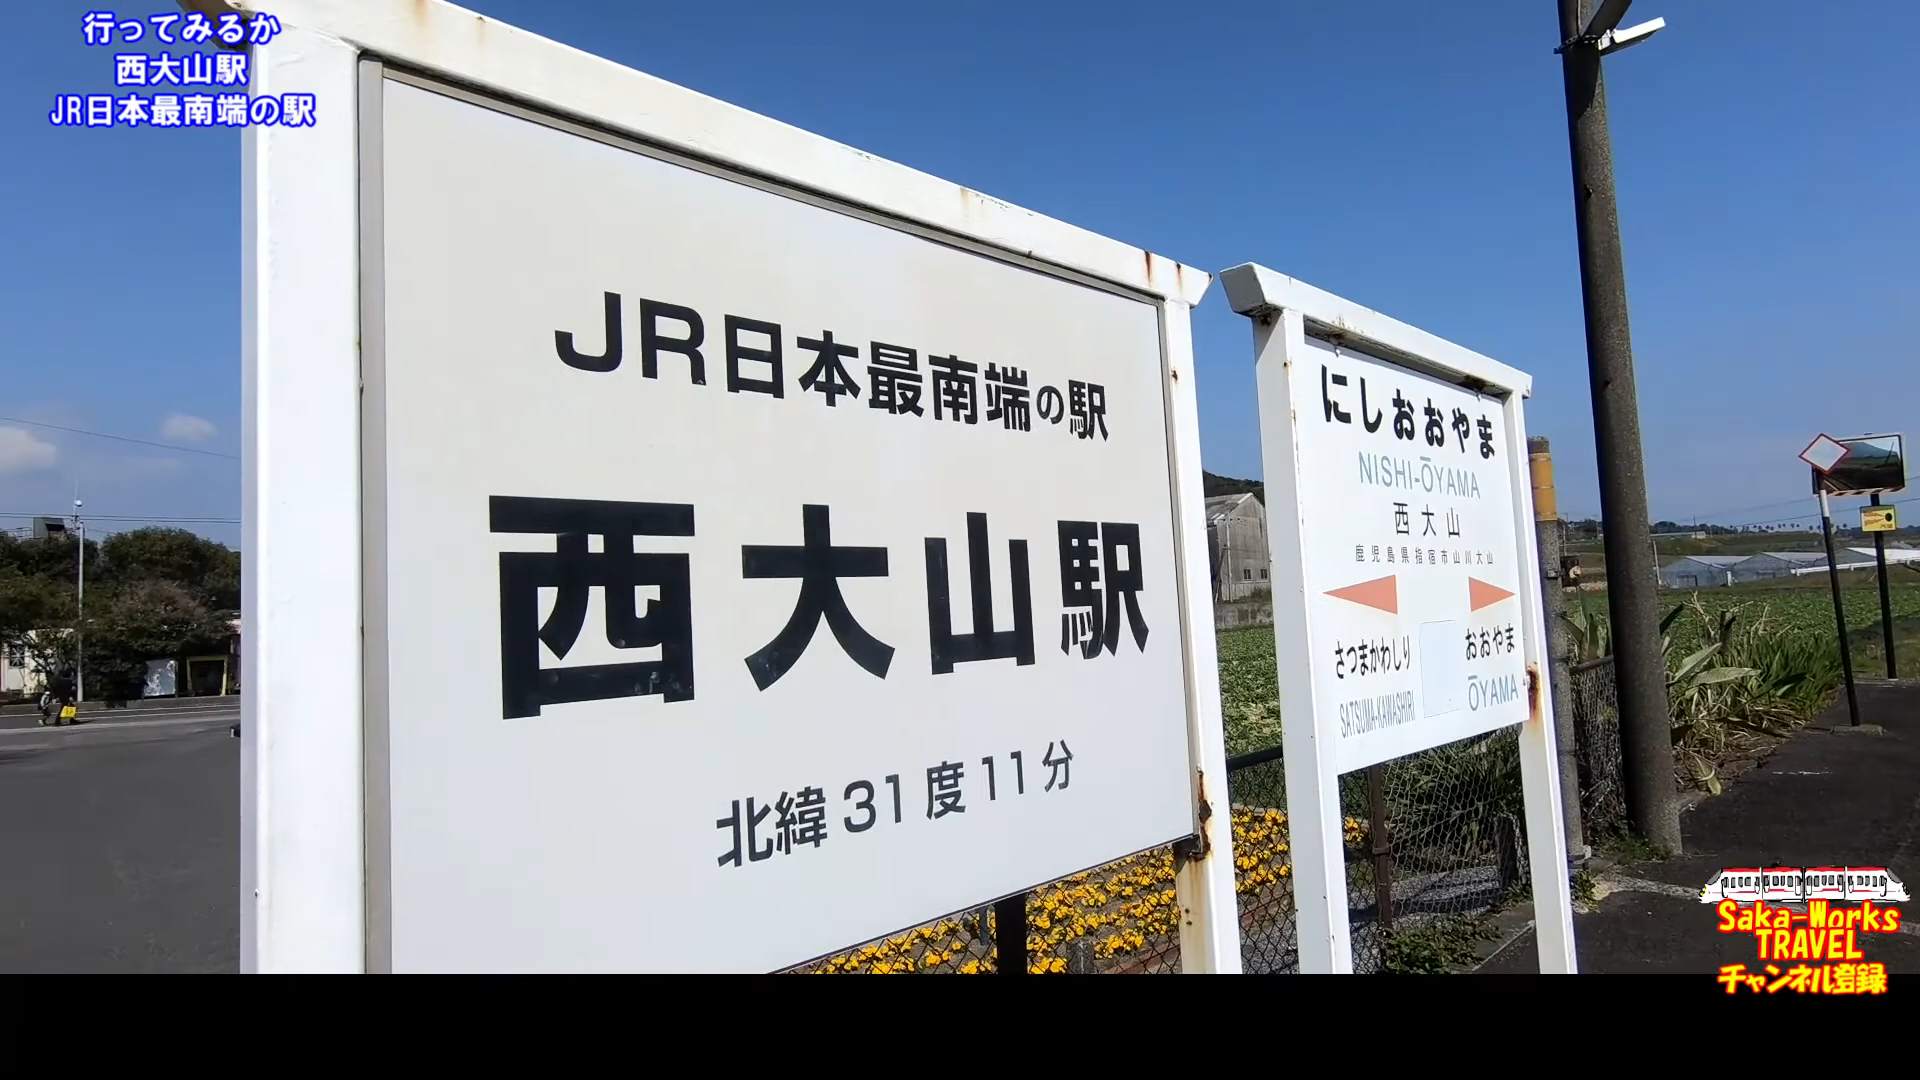 行ってみるか
西大山駅
JR日本最南端の駅
JR日本最南端の駅
西大山駅
北緯31度11分
にしおおやま
NISHI-ŌYAMA
西大山
鹿児島県指宿市山川大山
さつまかわしり
おおやま
SATSUMA-KAWASHIRI
ŌYAMA
Saka-Works
TRAVEL
チャンネル登録